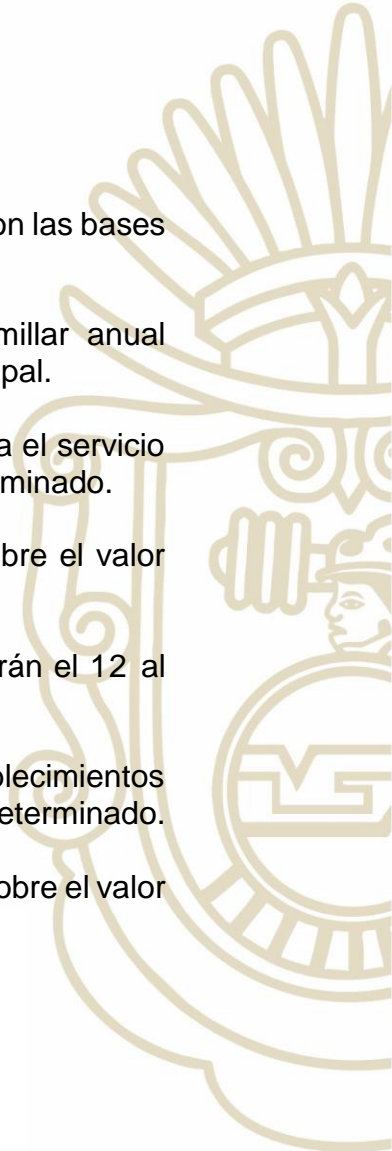 on las bases
millar anual
pal.
a el servicio
minado.
bre el valor
rán el 12 al
olecimientos
eterminado.
obre el valor